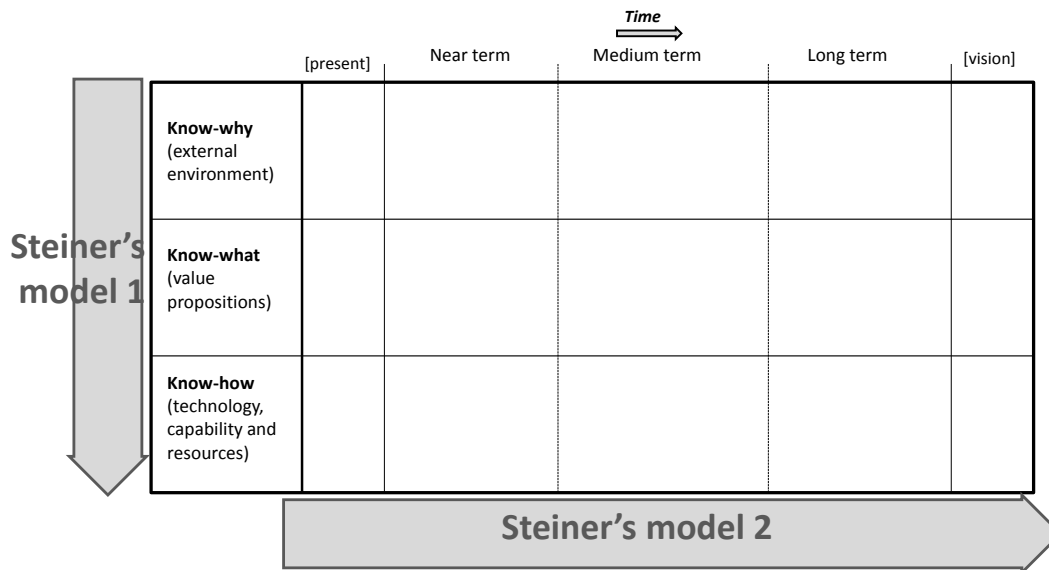 Time
[present]
Near term
Medium term
Long term
[vision]
Know-why
(external
environment)
Steiner's
model 1
Know-what
(value
propositions)
Know-how
(technology,
capability and
resources)
Steiner's model 2